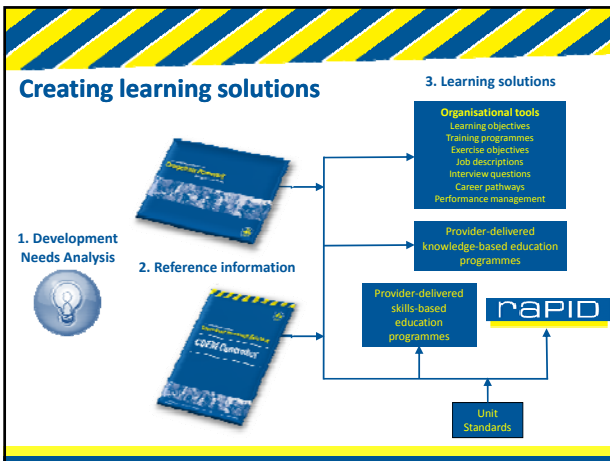 Creating learning solutions
1. Development
Needs Analysis
2. Reference information
CDEM Controller
3. Learning solutions
Organisational tools
Learning objectives
Training programmes
Exercise objectives
Job descriptions
Interview questions
Career pathways
Performance management
Provider-delivered
knowledge-based education
programmes
Provider-delivered
skills-based
education
programmes
rapid
Unit
Standards